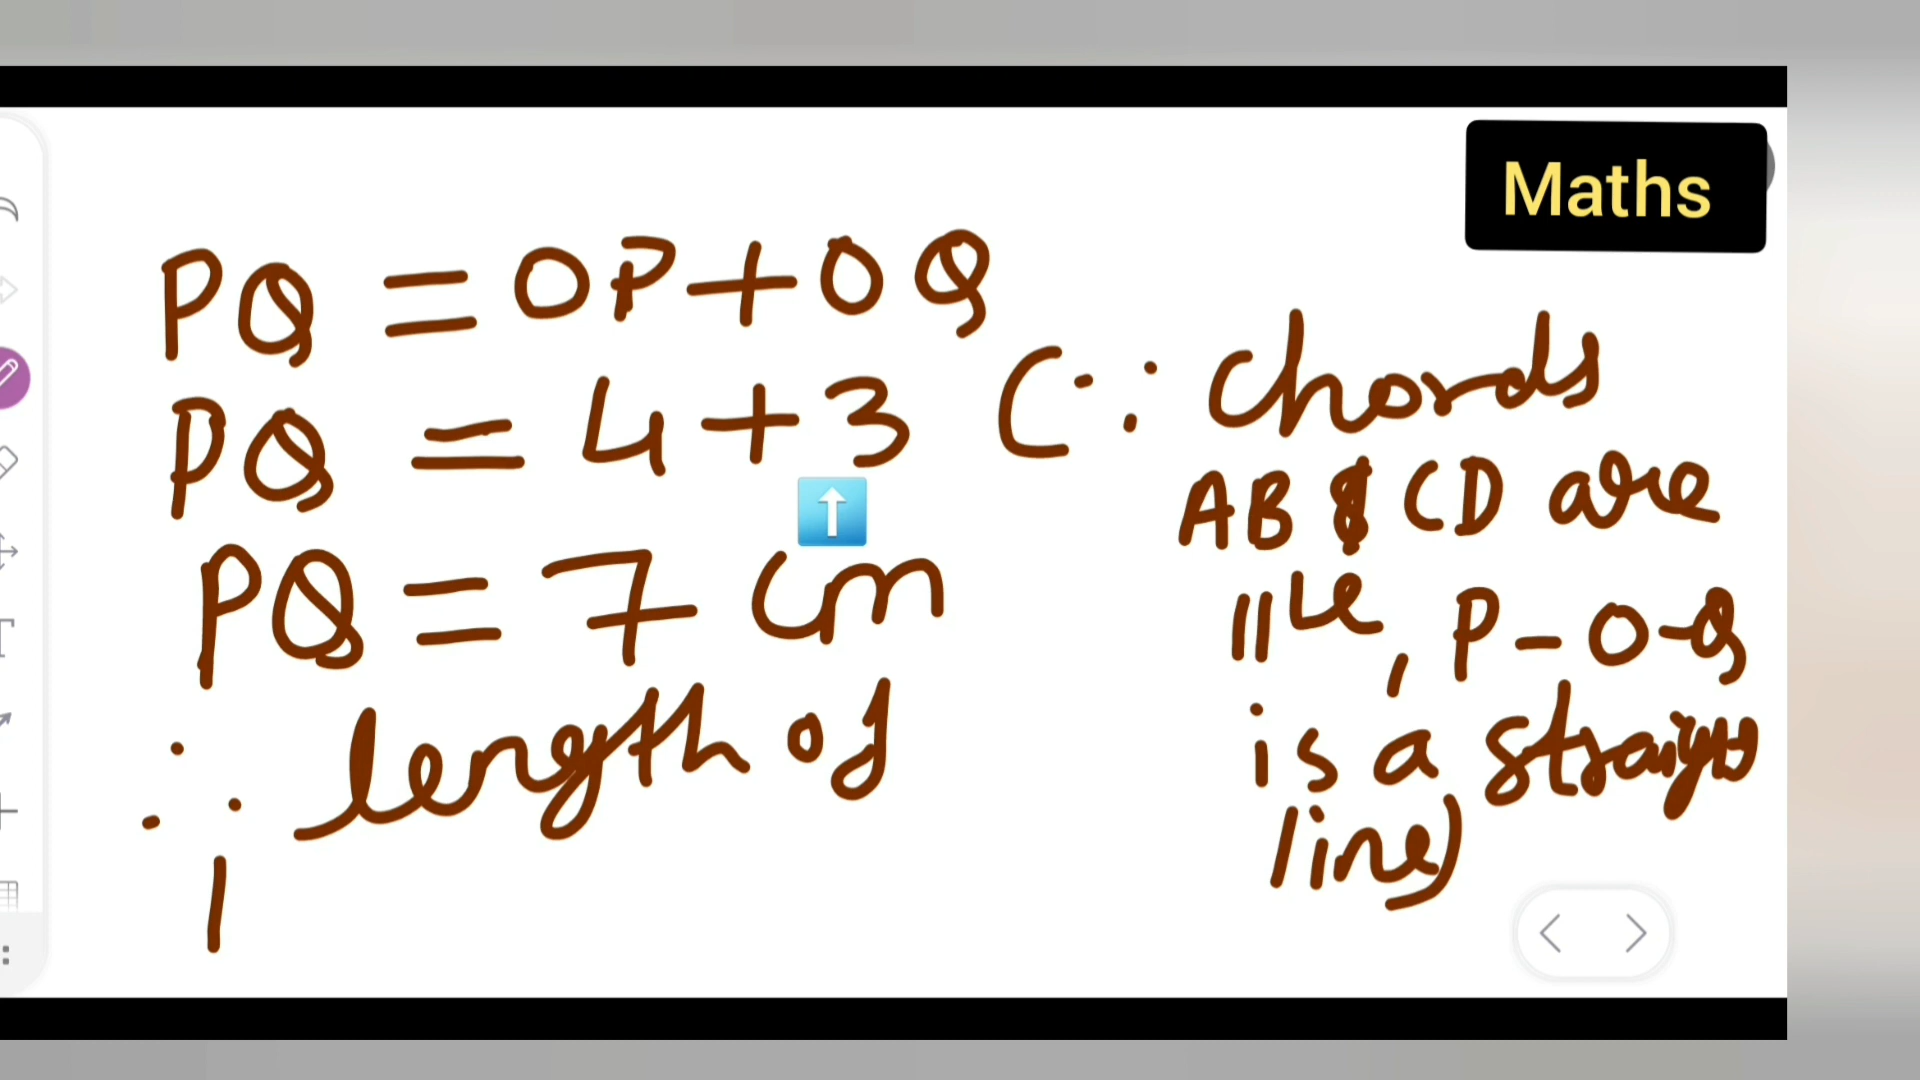 Maths
PQ = OP + OQ
PQ = 4 + 3
PQ = 7 cm
∴ length of
(∵ chords
AB & CD are
||le, P-O-Q
is a straight
line)